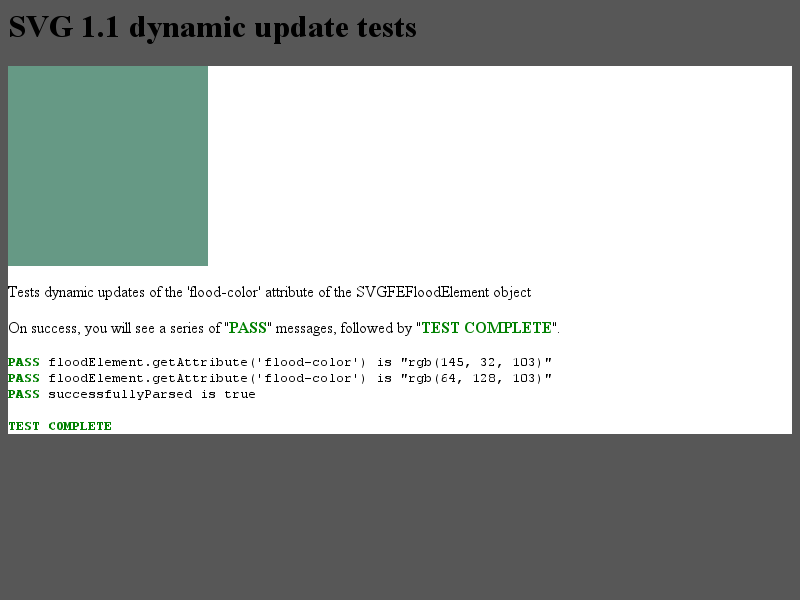 SVG 1.1 dynamic update tests
Tests dynamic updates of the 'flood-color' attribute of the SVGFEFloodElement object
On success, you will see a series of "PASS" messages, followed by "TEST COMPLETE".
PASS floodElement.getAttribute('flood-color') is "rgb(145, 32, 103)"
PASS floodElement.getAttribute('flood-color') is "rgb(64, 128, 103)"
PASS successfullyParsed is true
TEST COMPLETE